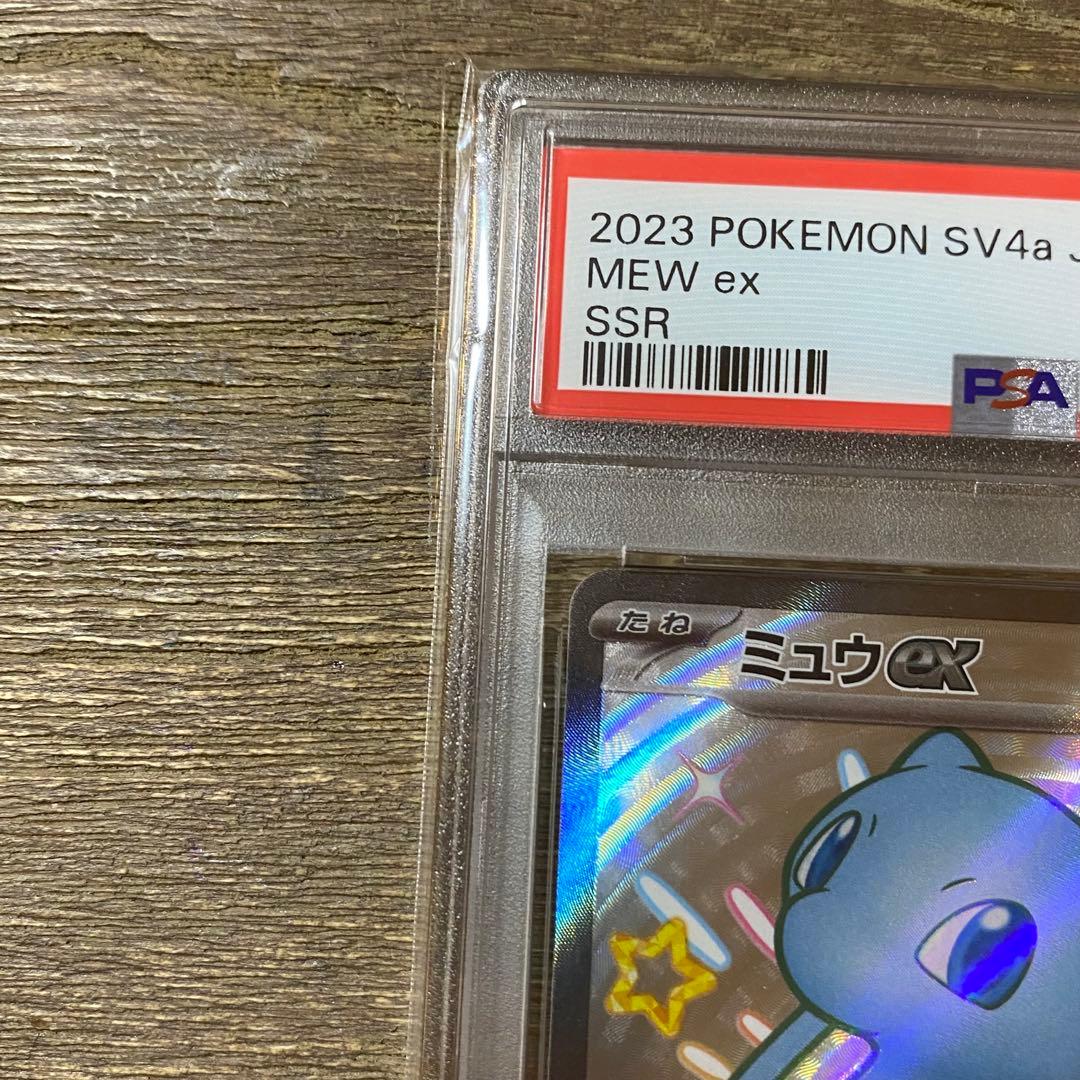 2023 POKEMON SV4a J
MEW ex
SSR
PSA
たね
ミュウex